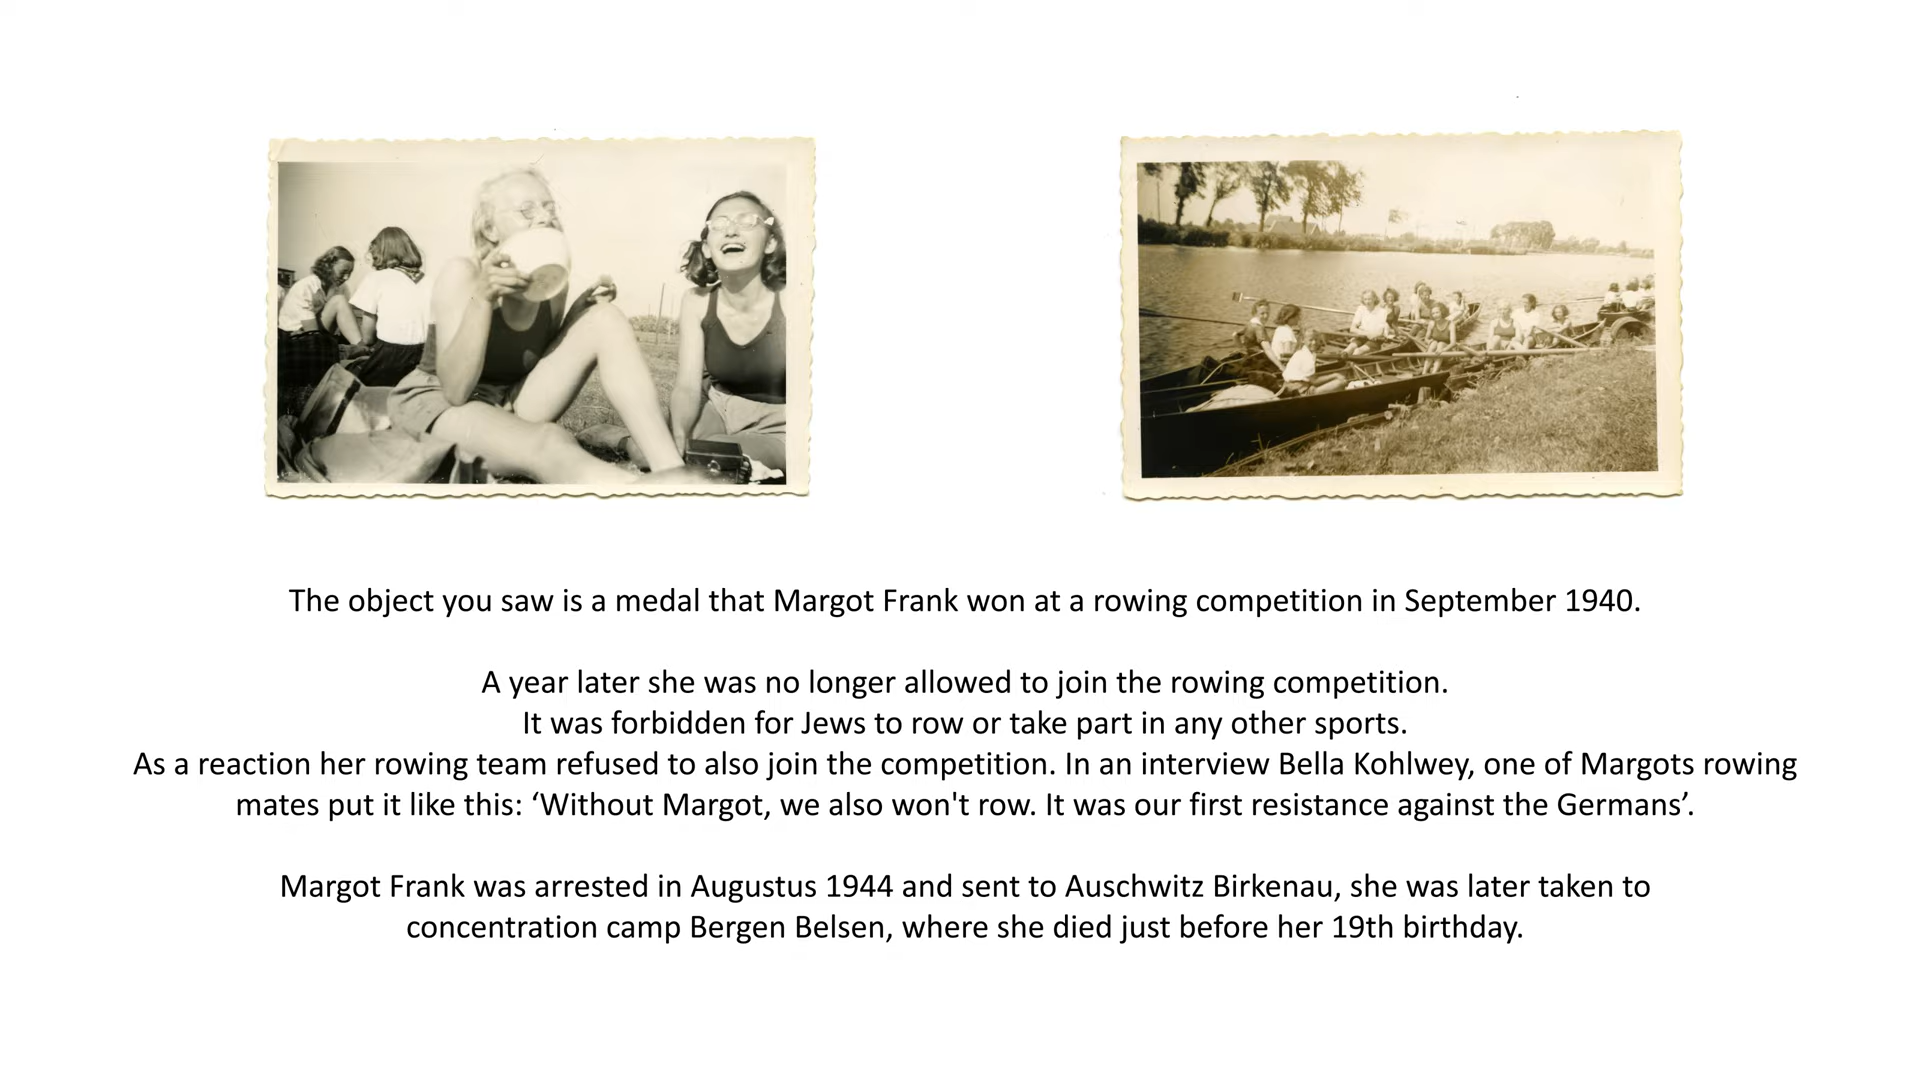 The object you saw is a medal that Margot Frank won at a rowing competition in September 1940.
A year later she was no longer allowed to join the rowing competition.
It was forbidden for Jews to row or take part in any other sports.
As a reaction her rowing team refused to also join the competition. In an interview Bella Kohlwey, one of Margots rowing
mates put it like this: ‘Without Margot, we also won't row. It was our first resistance against the Germans’.
Margot Frank was arrested in Augustus 1944 and sent to Auschwitz Birkenau, she was later taken to
concentration camp Bergen Belsen, where she died just before her 19th birthday.